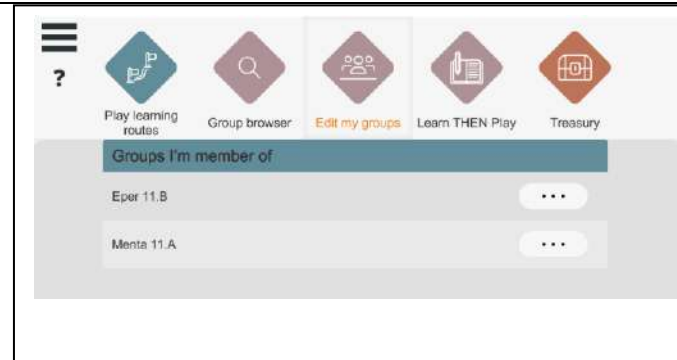 ?
Play learning
routes
Group browser
Edit my groups
Learn THEN Play
Treasury
Groups I'm member of
Eper 11.B
...
Menta 11.A
...